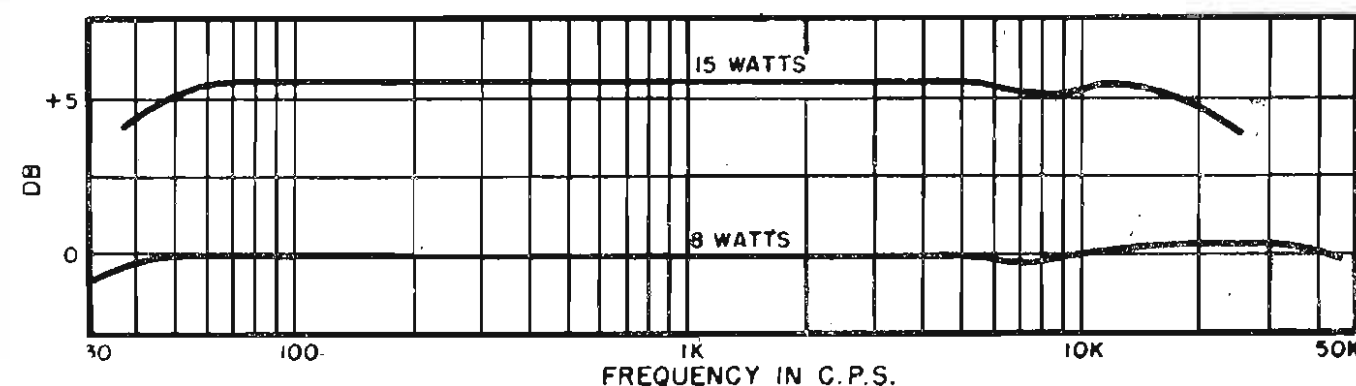 15 WATTS
+5
DB
8 WATTS
0
30 100 1K 10K 50K
FREQUENCY IN C.P.S.